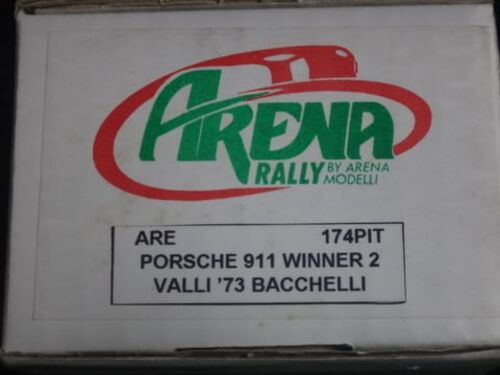 ARENA
RALLY BY ARENA
MODELLI
ARE 174PIT
PORSCHE 911 WINNER 2
VALLI '73 BACCHELLI